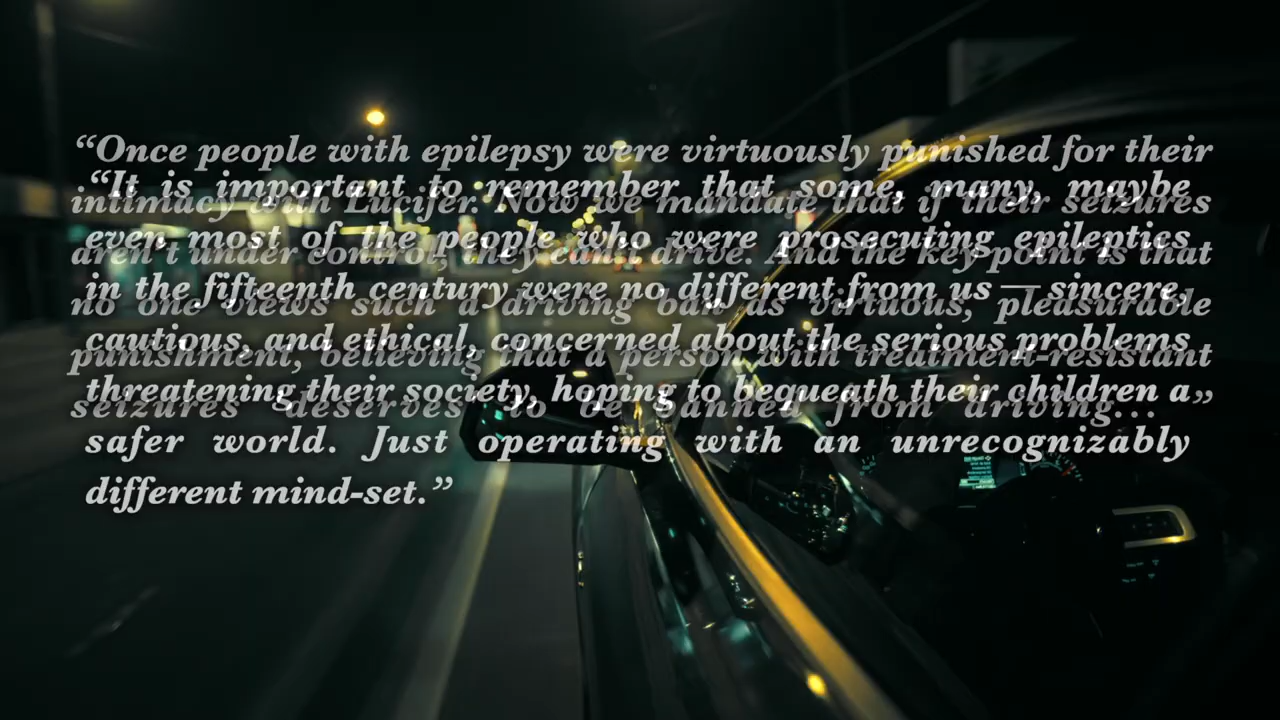 “Once people with epilepsy were virtuously punished for their
intimacy with Lucifer. Now we mandate that if their seizures
aren't under control, they can't drive. And the key point is that
no one views such a driving ban as virtuous, pleasurable
punishment, believing that a person with treatment-resistant
seizures deserves to be banned from driving...”
“It is important to remember that some, many, maybe
even most of the people who were prosecuting epileptics
in the fifteenth century were no different from us — sincere,
cautious, and ethical, concerned about the serious problems
threatening their society, hoping to bequeath their children a
safer world. Just operating with an unrecognizably
different mind-set.”